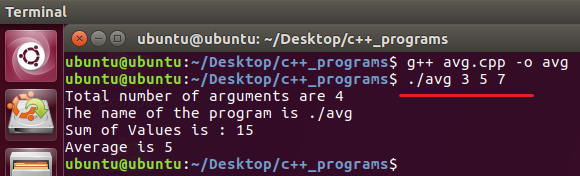 Terminal
ubuntu@ubuntu: ~/Desktop/c++_programs
ubuntu@ubuntu:~/Desktop/c++_programs$ g++ avg.cpp -o avg
ubuntu@ubuntu:~/Desktop/c++_programs$ ./avg 3 5 7
Total number of arguments are 4
The name of the program is ./avg
Sum of Values is : 15
Average is 5
ubuntu@ubuntu:~/Desktop/c++_programs$